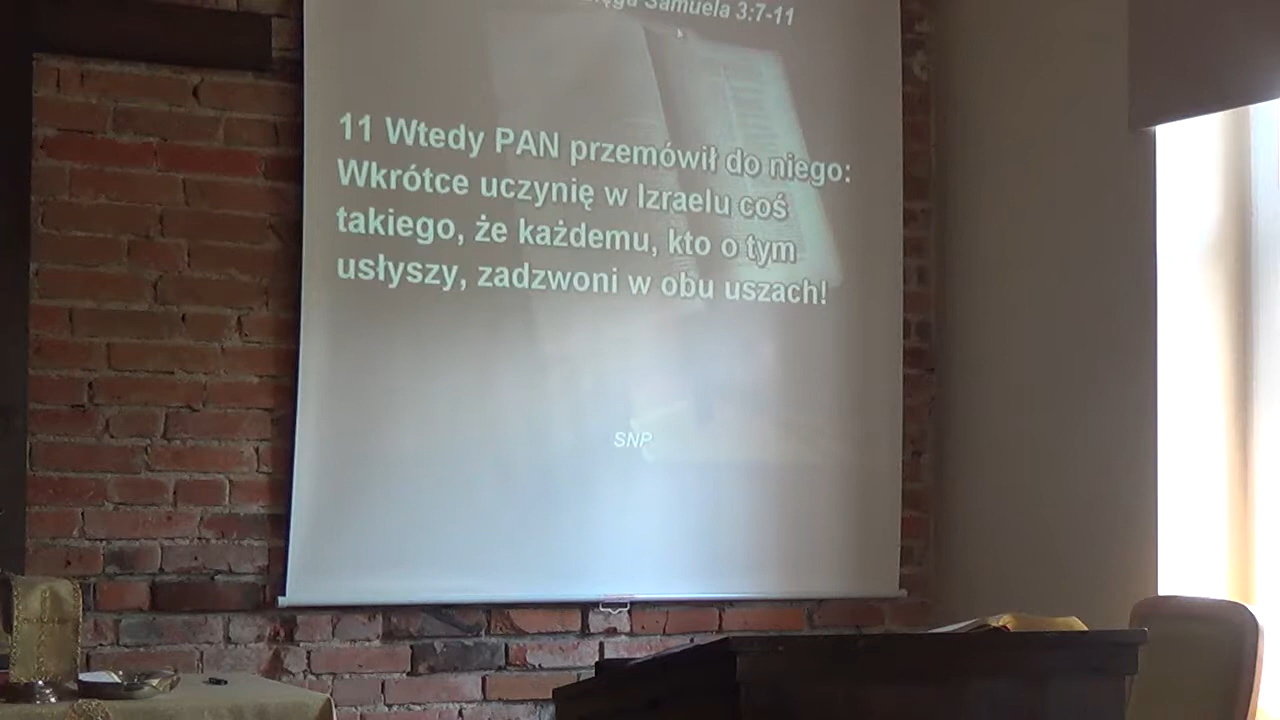 Księga Samuela 3:7-11
11 Wtedy PAN przemówił do niego:
Wkrótce uczynię w Izraelu coś
takiego, że każdemu, kto o tym
usłyszy, zadzwoni w obu uszach!
SNP